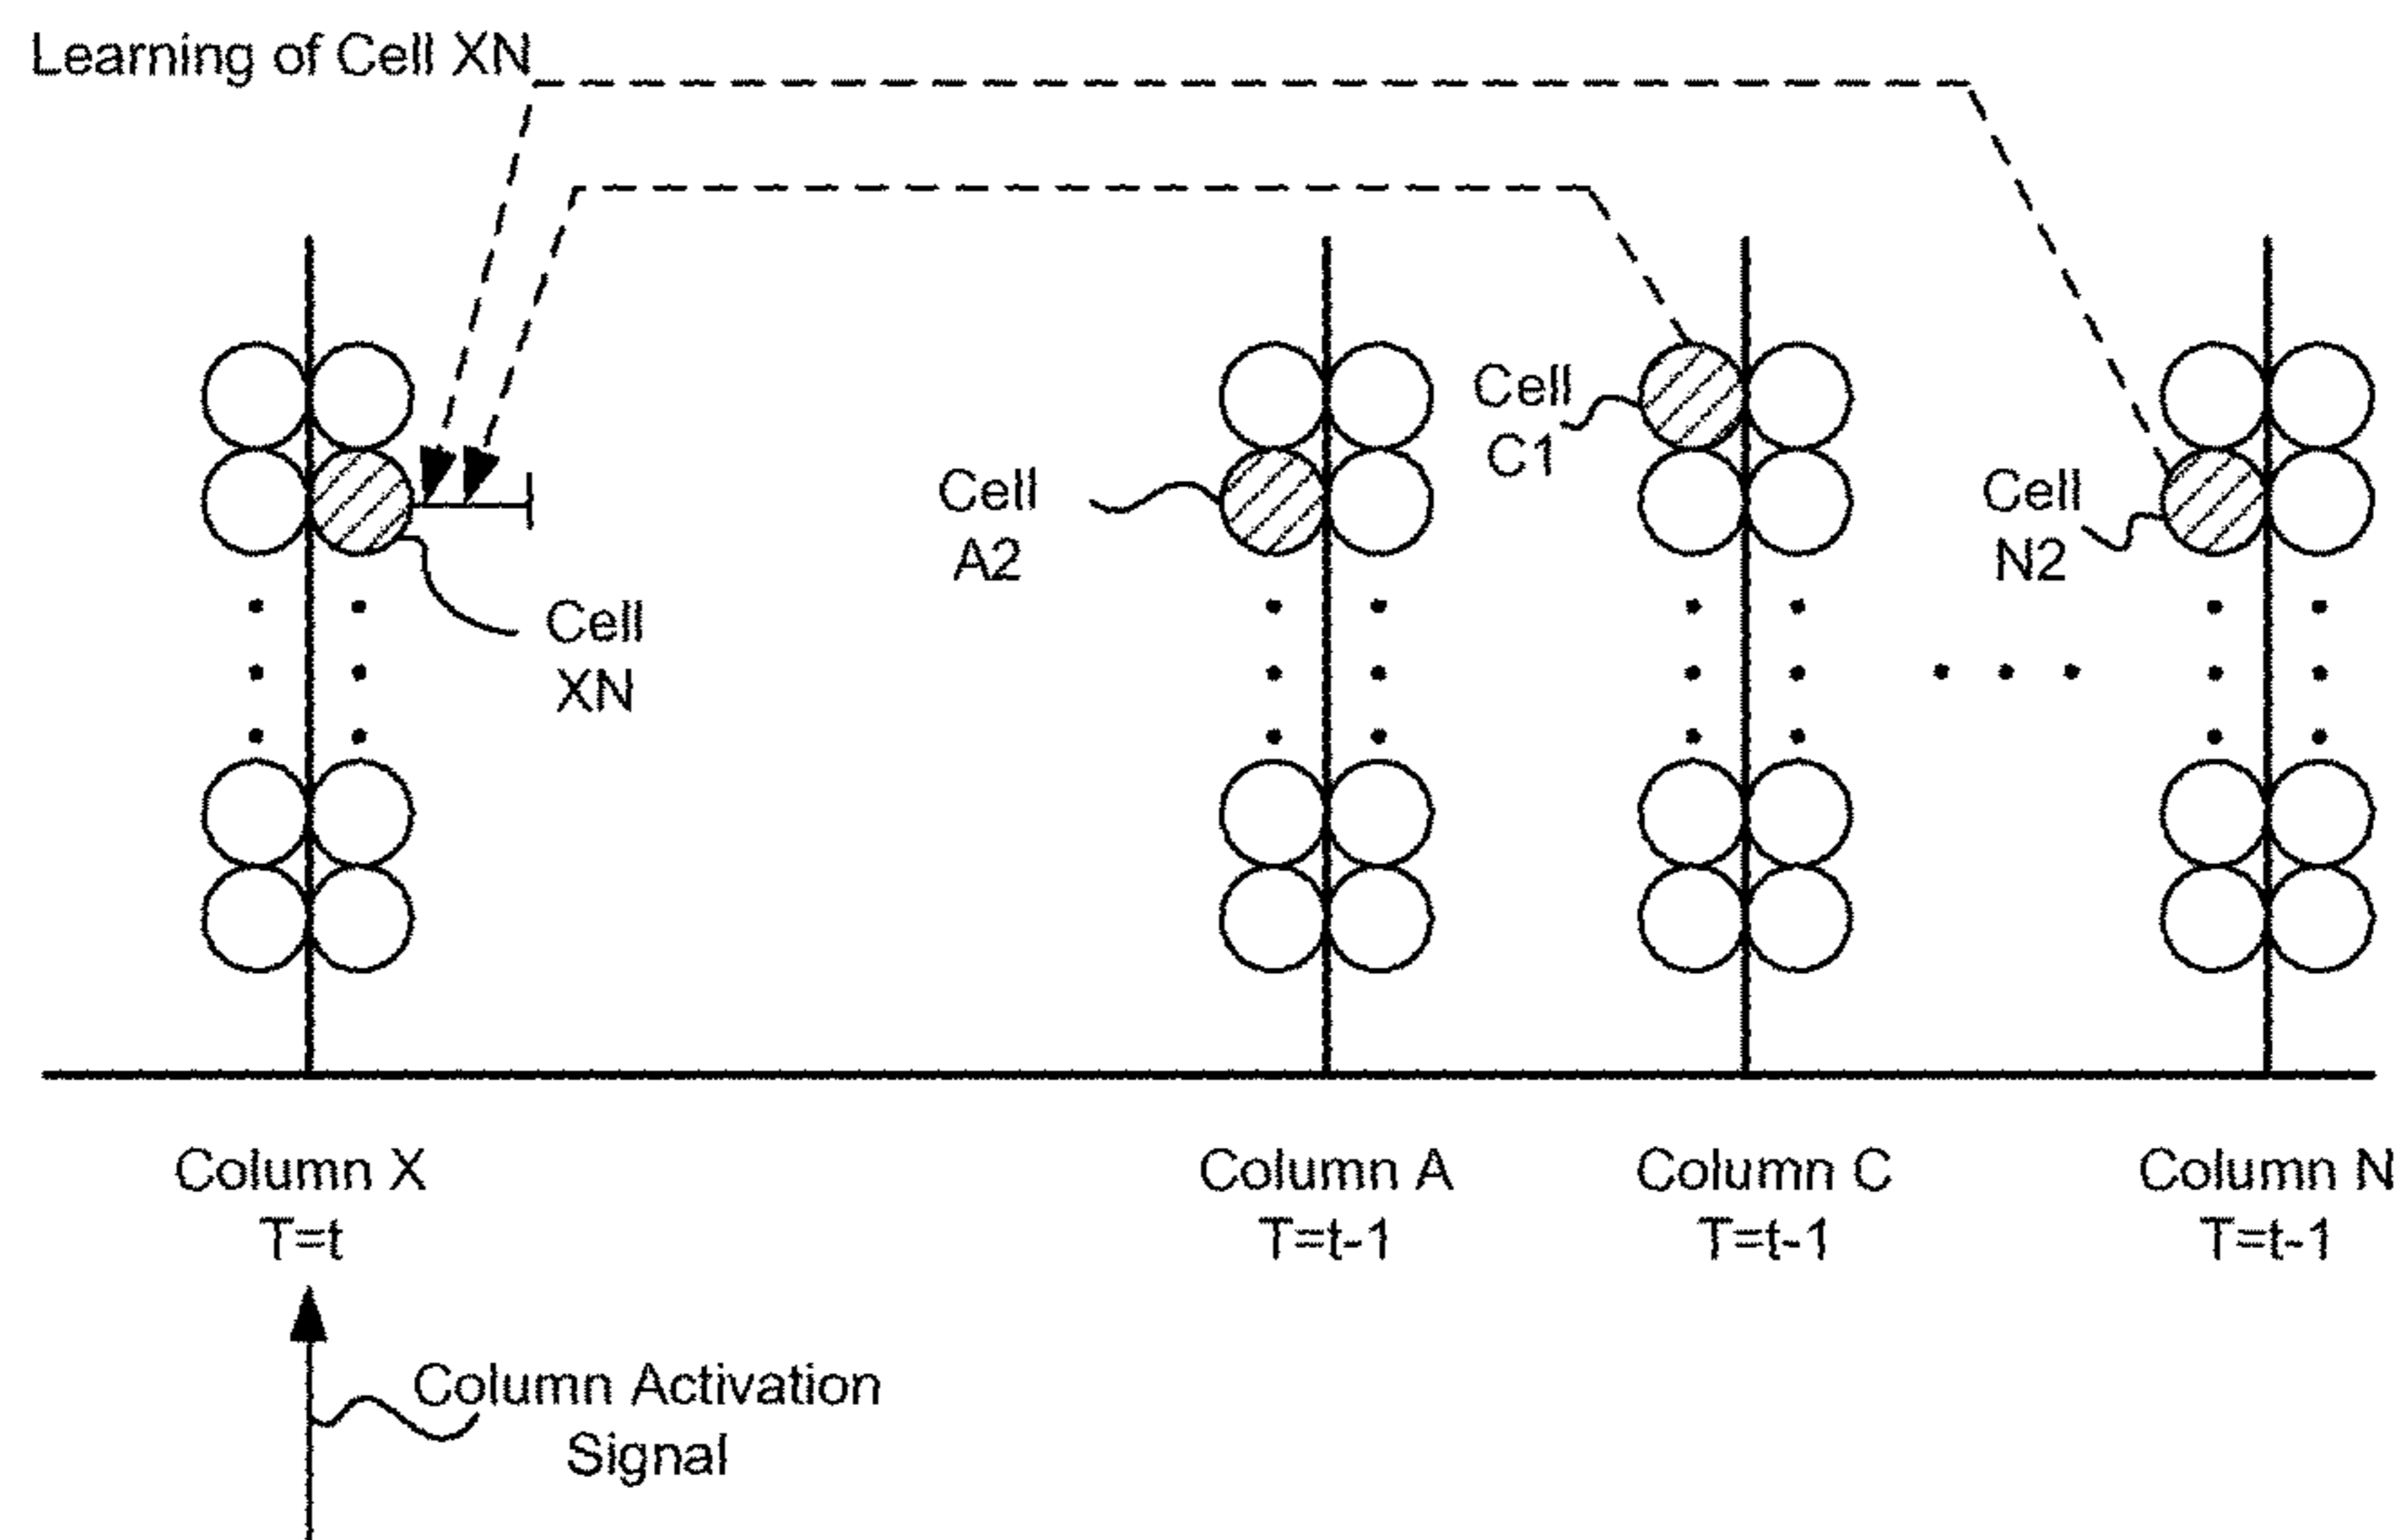 Learning of Cell XN
Cell
C1
Cell
A2
Cell
N2
Cell
XN
Column X
T=t
Column A
T=t-1
Column C
T=t-1
Column N
T=t-1
Column Activation
Signal